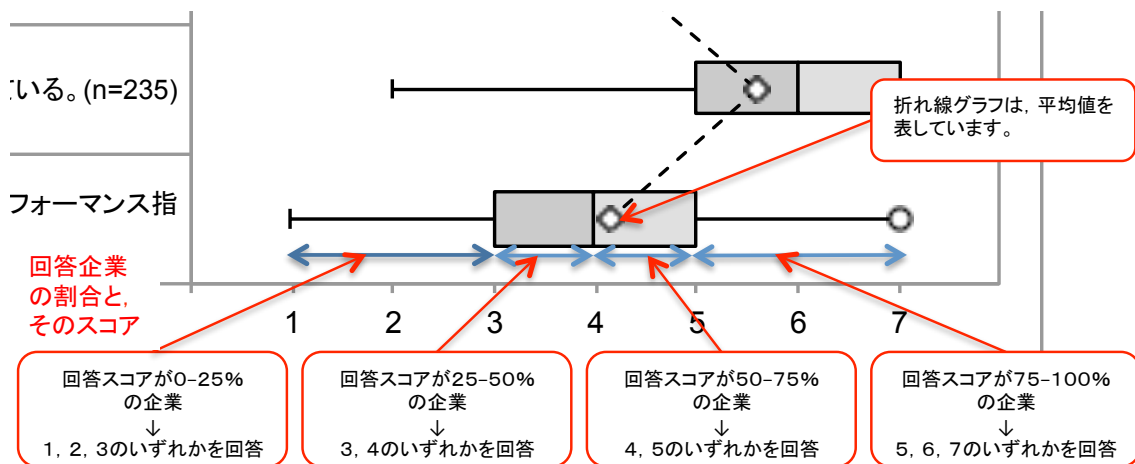 いる。(n=235)
折れ線グラフは, 平均値を
表しています。
フォーマンス指
回答企業
の割合と,
そのスコア
1 2 3 4 5 6 7
回答スコアが0-25%
の企業
↓
1, 2, 3のいずれかを回答
回答スコアが25-50%
の企業
↓
3, 4のいずれかを回答
回答スコアが50-75%
の企業
↓
4, 5のいずれかを回答
回答スコアが75-100%
の企業
↓
5, 6, 7のいずれかを回答